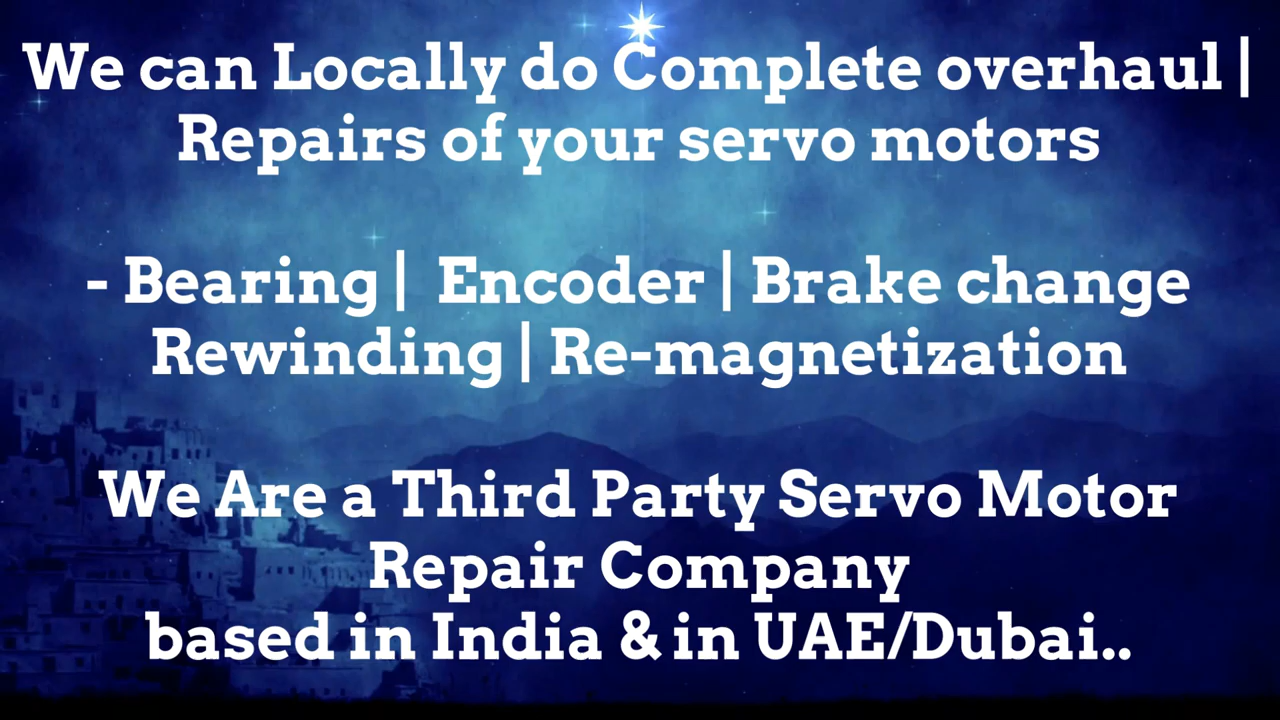 We can Locally do Complete overhaul |
Repairs of your servo motors
- Bearing | Encoder | Brake change
Rewinding | Re-magnetization
We Are a Third Party Servo Motor
Repair Company
based in India & in UAE/Dubai..